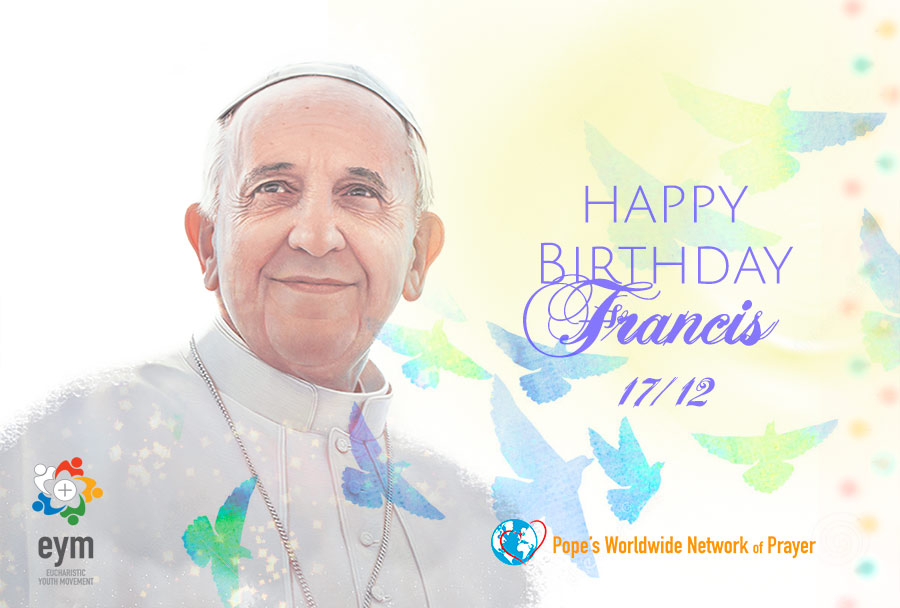 HAPPY
BIRTHDAY
Francis
17/12
eym
EUCHARISTIC
YOUTH MOVEMENT
Pope's Worldwide Network of Prayer